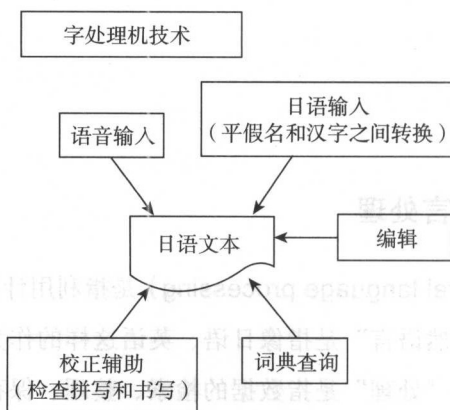 字处理机技术
日语输入
（平假名和汉字之间转换）
语音输入
日语文本
编辑
校正辅助
（检查拼写和书写）
词典查询